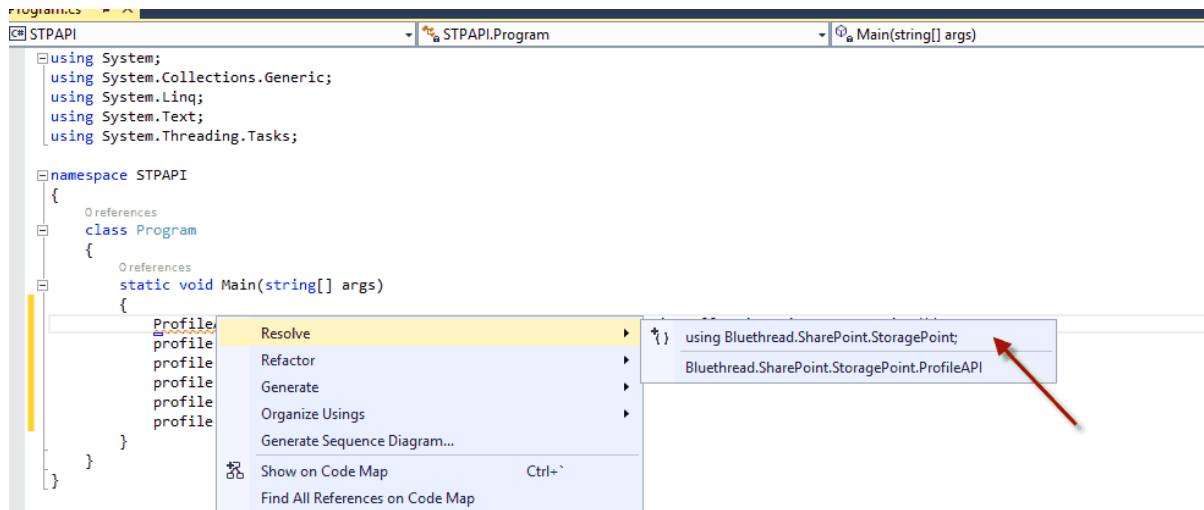 Program.cs
C# STPAPI STPAPI.Program Main(string[] args)
using System;
using System.Collections.Generic;
using System.Linq;
using System.Text;
using System.Threading.Tasks;
namespace STPAPI
{
0 references
class Program
{
0 references
static void Main(string[] args)
{
Profile
profile
profile
profile
profile
profile
}
}
}
Resolve
Refactor
Generate
Organize Usings
Generate Sequence Diagram...
Show on Code Map Ctrl+`
Find All References on Code Map
using Bluethread.SharePoint.StoragePoint;
Bluethread.SharePoint.StoragePoint.ProfileAPI